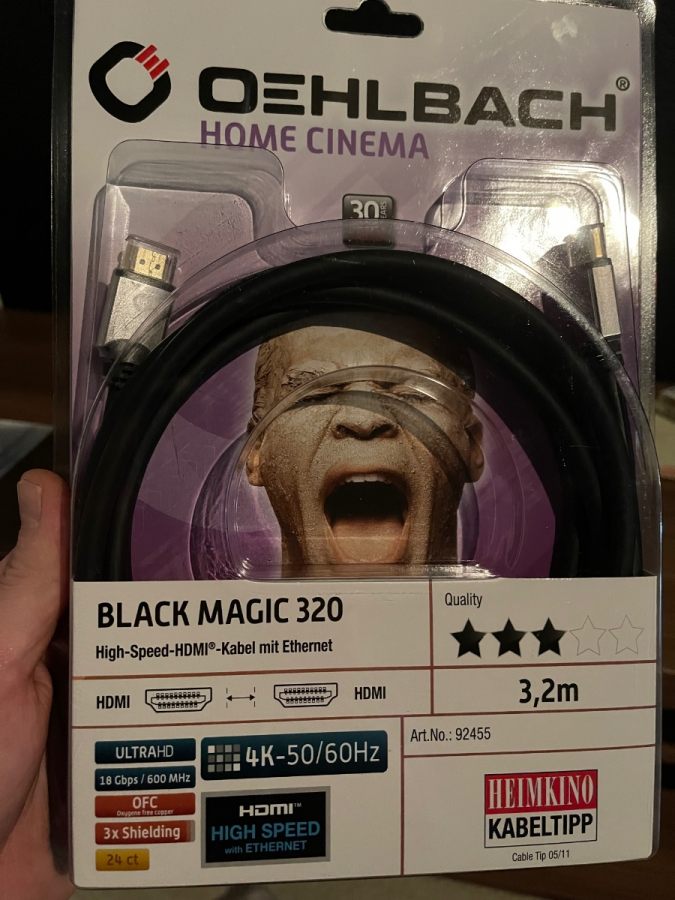 OEHLBACH®
HOME CINEMA
30 YEARS
BLACK MAGIC 320
High-Speed-HDMI®-Kabel mit Ethernet
Quality
HDMI HDMI
3,2m
ULTRAHD
4K-50/60Hz
18 Gbps / 600 MHz
OFC
Oxygene free copper
3x Shielding
24 ct
HDMI™
HIGH SPEED
with ETHERNET
Art.No.: 92455
HEIMKINO
KABELTIPP
Cable Tip 05/11